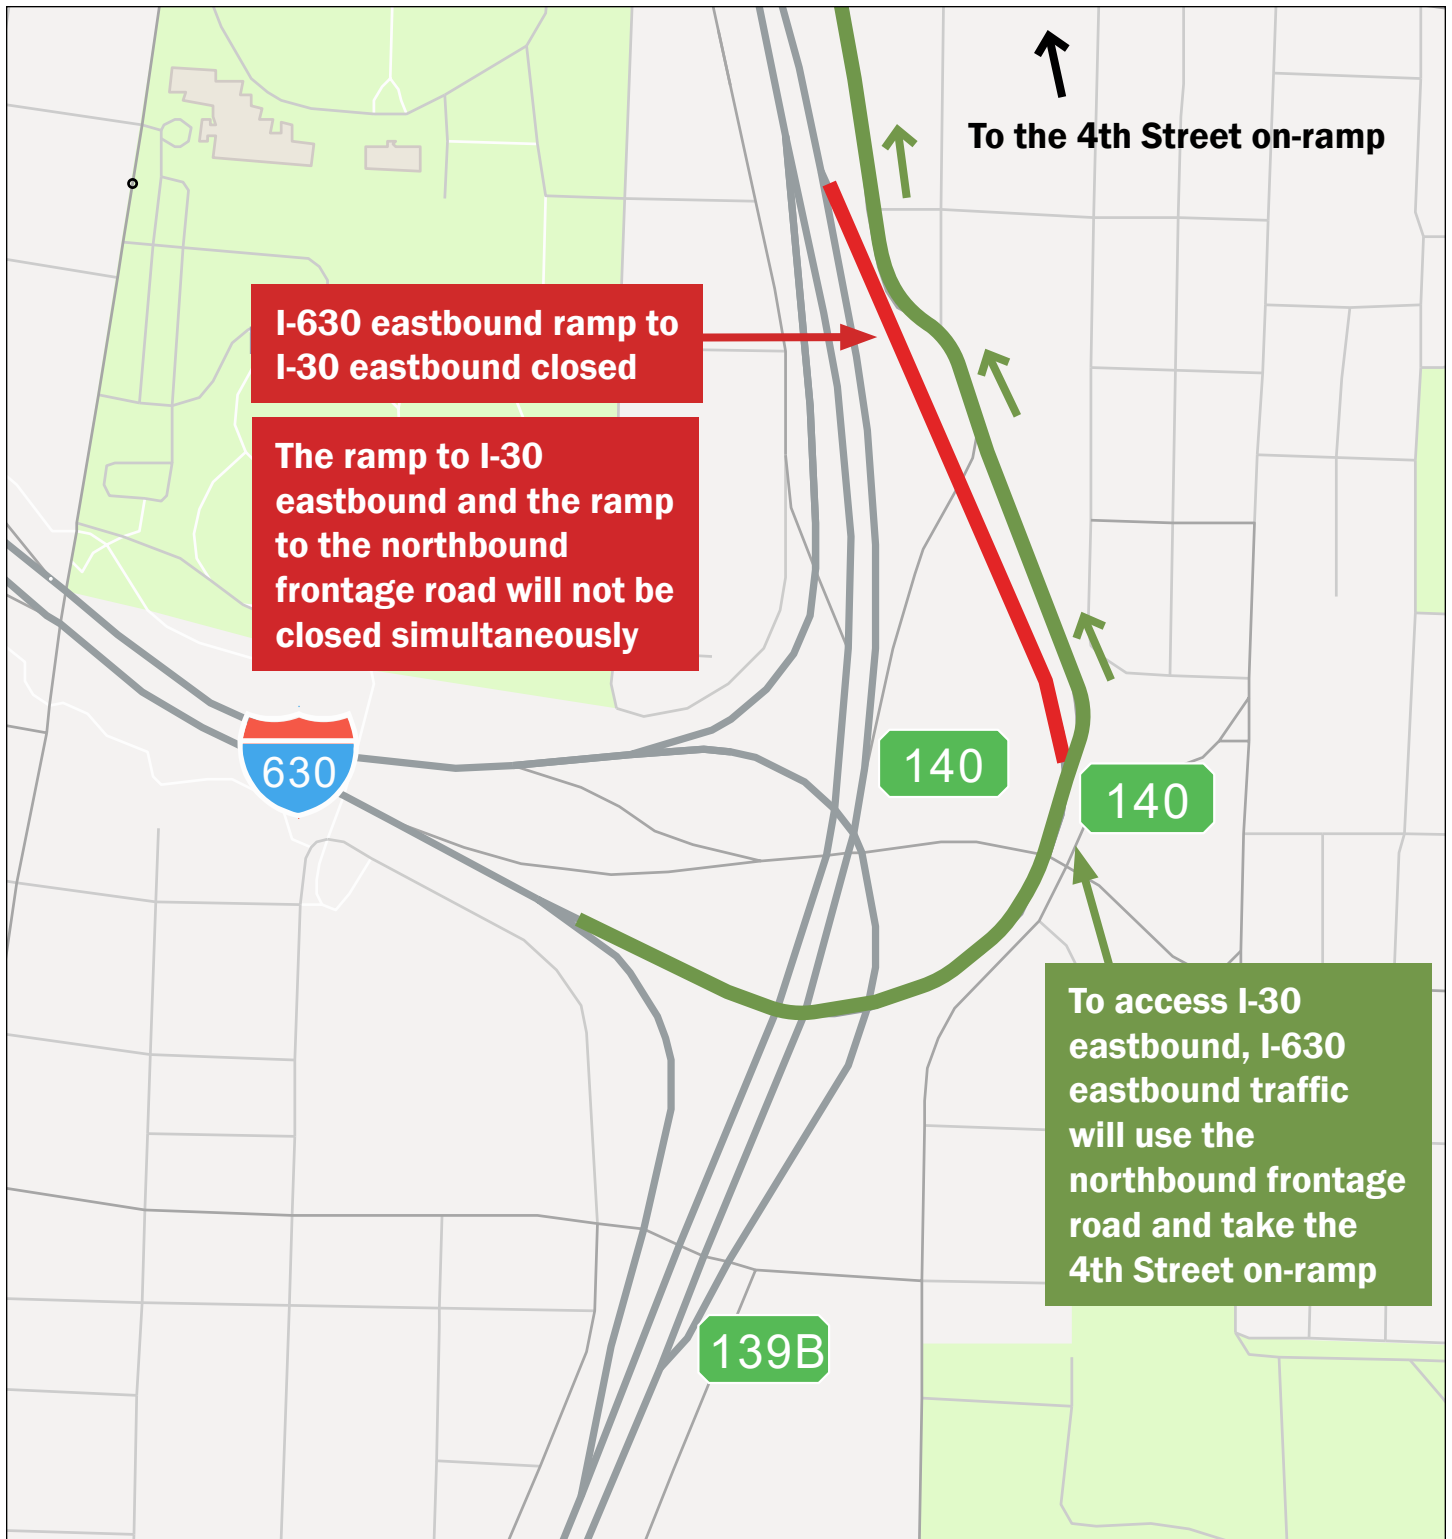 To the 4th Street on-ramp
I-630 eastbound ramp to
I-30 eastbound closed
The ramp to I-30
eastbound and the ramp
to the northbound
frontage road will not be
closed simultaneously
630
140
140
To access I-30
eastbound, I-630
eastbound traffic
will use the
northbound frontage
road and take the
4th Street on-ramp
139B